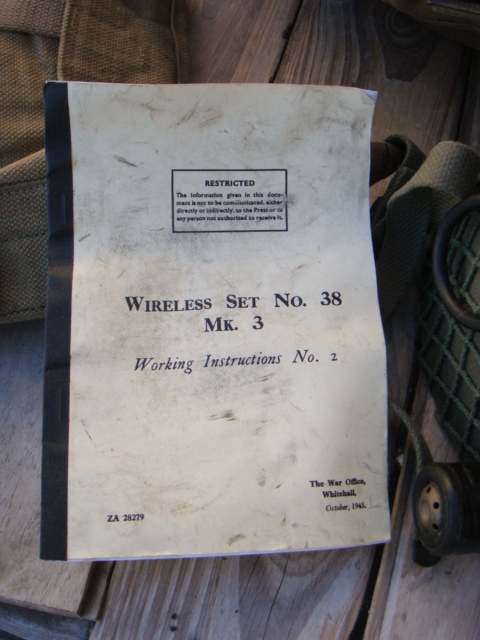 RESTRICTED
The information given in this docu-
ment is not to be communicated, either
directly or indirectly, to the Press or to
any person not authorized to receive it.
WIRELESS SET NO. 38
MK. 3
Working Instructions No. 2
The War Office,
Whitehall,
October, 1945.
ZA 28279